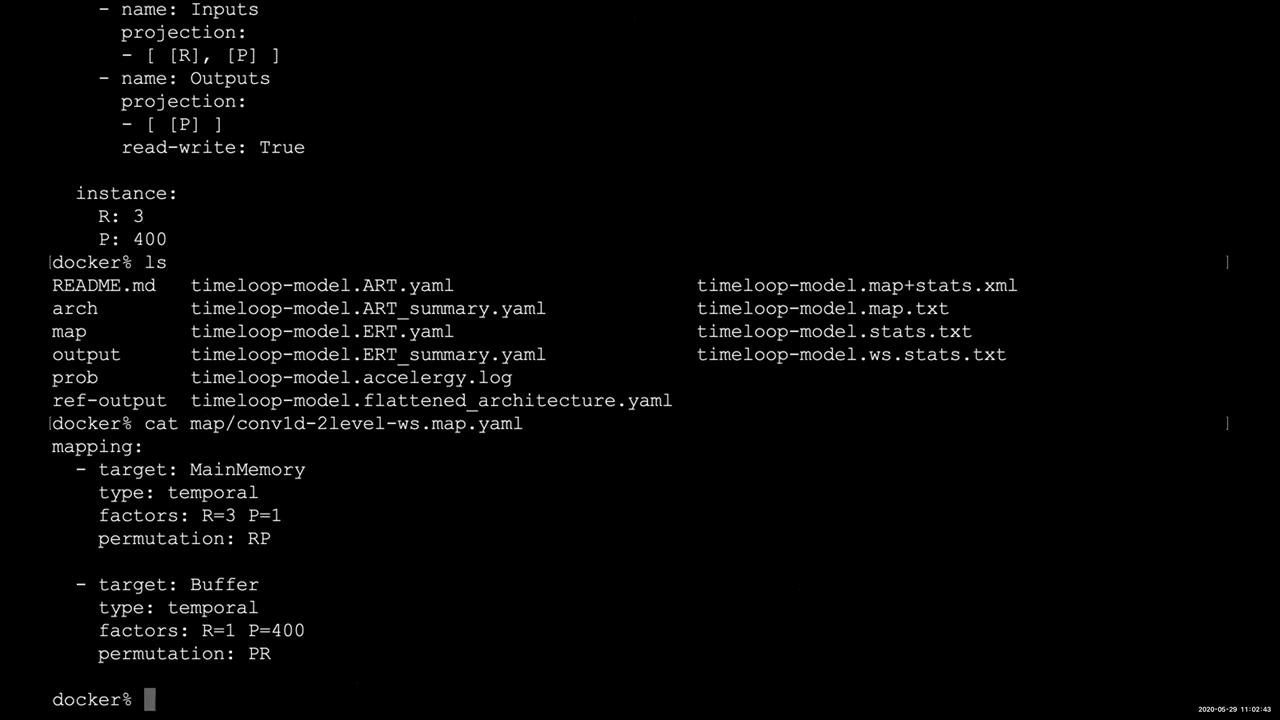 - name: Inputs
projection:
- [ [R], [P] ]
- name: Outputs
projection:
- [ [P] ]
read-write: True
instance:
R: 3
P: 400
[docker% ls ]
README.md timeloop-model.ART.yaml timeloop-model.map+stats.xml
arch timeloop-model.ART_summary.yaml timeloop-model.map.txt
map timeloop-model.ERT.yaml timeloop-model.stats.txt
output timeloop-model.ERT_summary.yaml timeloop-model.ws.stats.txt
prob timeloop-model.accelergy.log
ref-output timeloop-model.flattened_architecture.yaml
[docker% cat map/conv1d-2level-ws.map.yaml ]
mapping:
- target: MainMemory
type: temporal
factors: R=3 P=1
permutation: RP
- target: Buffer
type: temporal
factors: R=1 P=400
permutation: PR
docker%
2020-05-29 11:02:43